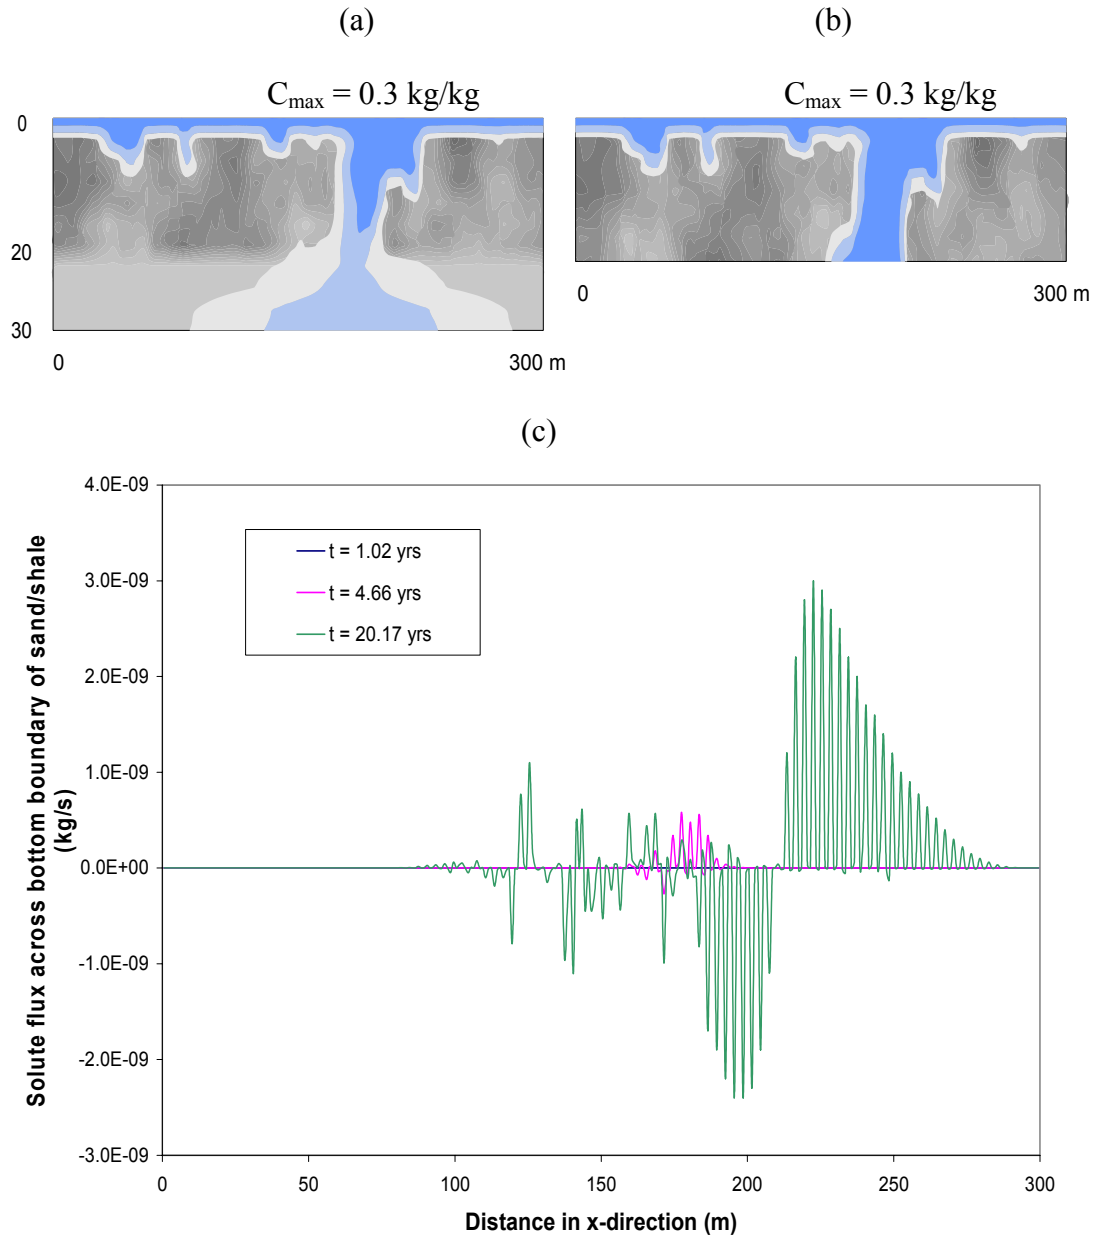 (a)
(b)
C_max = 0.3 kg/kg
C_max = 0.3 kg/kg
0
20
30
0
300 m
0
300 m
(c)
4.0E-09
3.0E-09
2.0E-09
1.0E-09
0.0E+00
-1.0E-09
-2.0E-09
-3.0E-09
Solute flux across bottom boundary of sand/shale
(kg/s)
t = 1.02 yrs
t = 4.66 yrs
t = 20.17 yrs
0
50
100
150
200
250
300
Distance in x-direction (m)